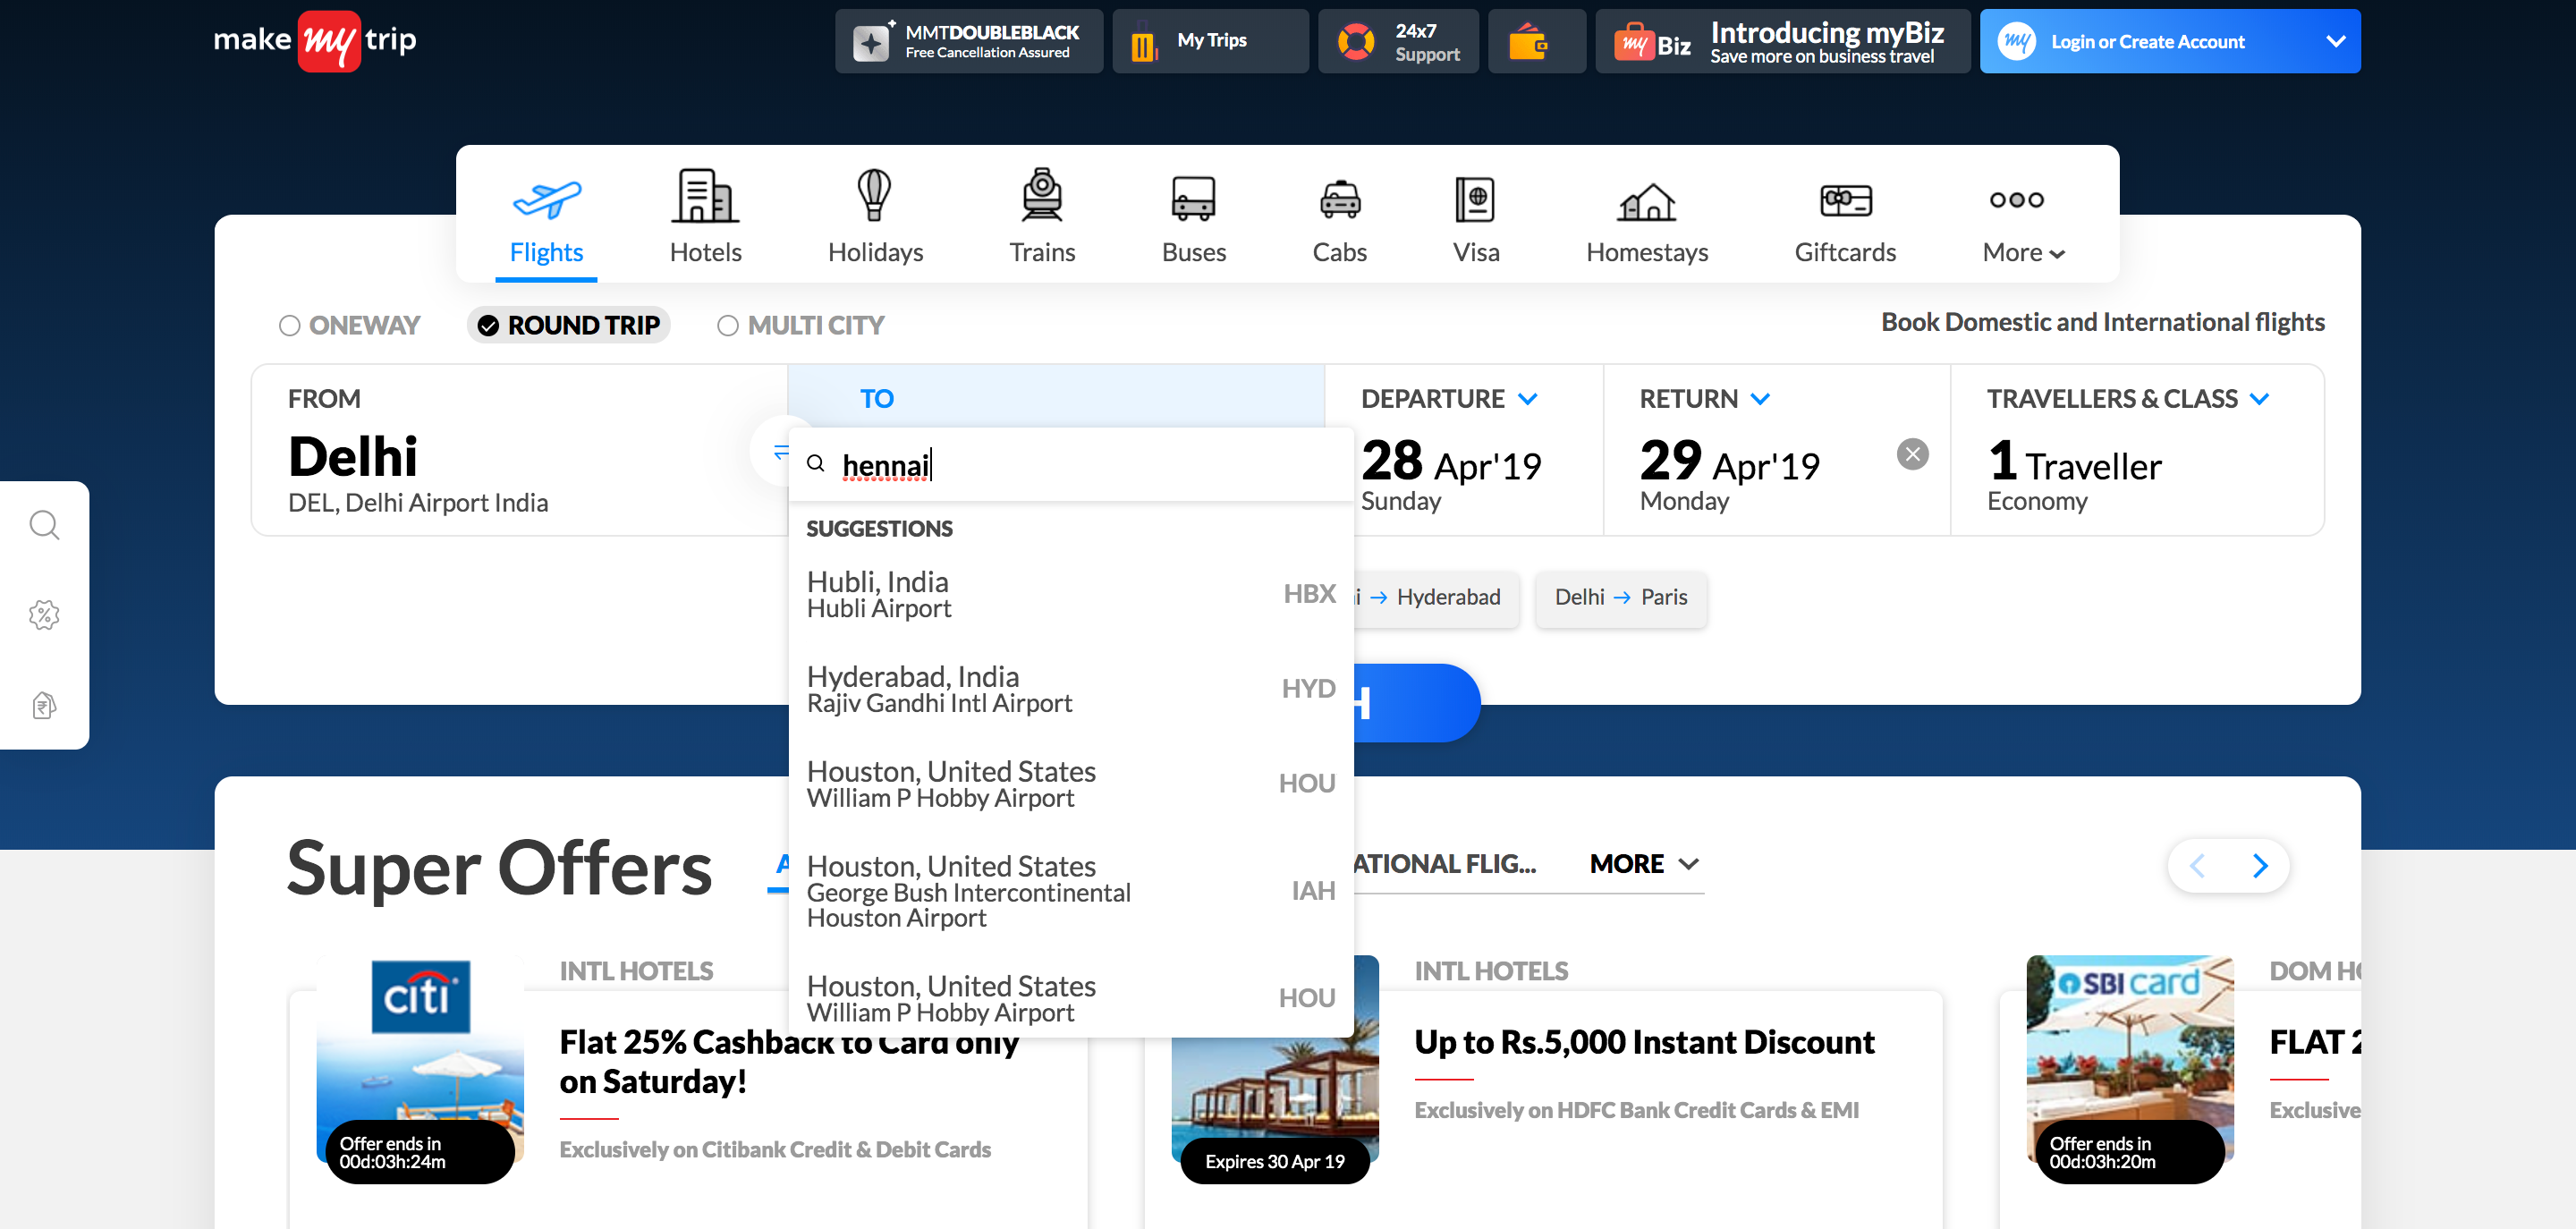 make my trip
MMTDOUBLEBLACK
Free Cancellation Assured
My Trips
24x7
Support
my Biz
Introducing myBiz
Save more on business travel
my
Login or Create Account
Flights
Hotels
Holidays
Trains
Buses
Cabs
Visa
Homestays
Giftcards
More
ONEWAY
ROUND TRIP
MULTI CITY
Book Domestic and International flights
FROM
Delhi
DEL, Delhi Airport India
TO
hennai
DEPARTURE
28 Apr'19
Sunday
RETURN
29 Apr'19
Monday
TRAVELLERS & CLASS
1 Traveller
Economy
SUGGESTIONS
Hubli, India
Hubli Airport
HBX
Hyderabad, India
Rajiv Gandhi Intl Airport
HYD
Houston, United States
William P Hobby Airport
HOU
Houston, United States
George Bush Intercontinental
Houston Airport
IAH
Houston, United States
William P Hobby Airport
HOU
i → Hyderabad
Delhi → Paris
H
Super Offers
A
ATIONAL FLIG...
MORE
citi
INTL HOTELS
Flat 25% Cashback to Card only
on Saturday!
Exclusively on Citibank Credit & Debit Cards
Offer ends in
00d:03h:24m
INTL HOTELS
Up to Rs.5,000 Instant Discount
Exclusively on HDFC Bank Credit Cards & EMI
Expires 30 Apr 19
SBI card
DOM HO
FLAT 2
Exclusive
Offer ends in
00d:03h:20m